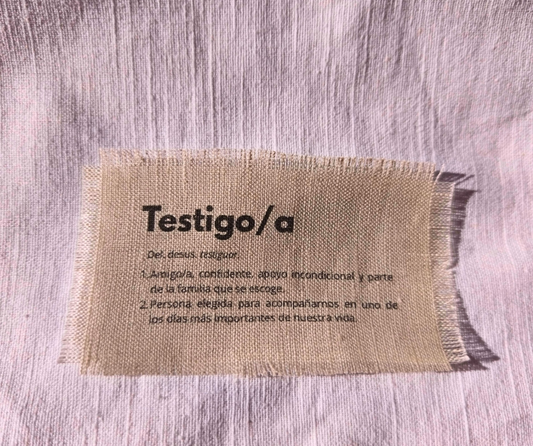 Testigo/a
Del. desus. testiguar.
1. Amigo/a, confidente, apoyo incondicional y parte
de la familia que se escoge.
2. Persona elegida para acompañarnos en uno de
los días más importantes de nuestra vida.